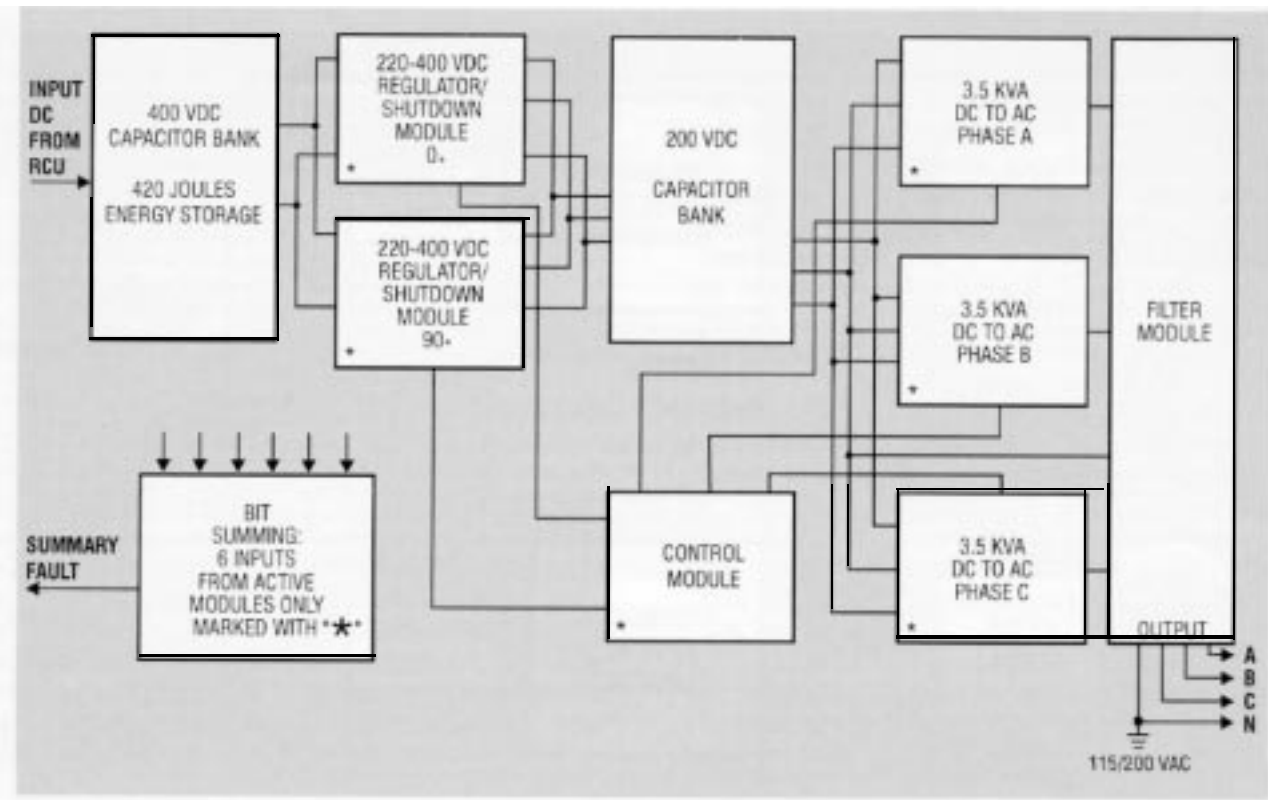 INPUT
DC
FROM
RCU
400 VDC
CAPACITOR BANK
420 JOULES
ENERGY STORAGE
220-400 VDC
REGULATOR/
SHUTDOWN
MODULE
0∘
*
220-400 VDC
REGULATOR/
SHUTDOWN
MODULE
90∘
*
200 VDC
CAPACITOR
BANK
3.5 KVA
DC TO AC
PHASE A
*
3.5 KVA
DC TO AC
PHASE B
*
3.5 KVA
DC TO AC
PHASE C
*
FILTER
MODULE
OUTPUT
CONTROL
MODULE
*
BIT
SUMMING:
6 INPUTS
FROM ACTIVE
MODULES ONLY
MARKED WITH "*"
SUMMARY
FAULT
A
B
C
N
115/200 VAC